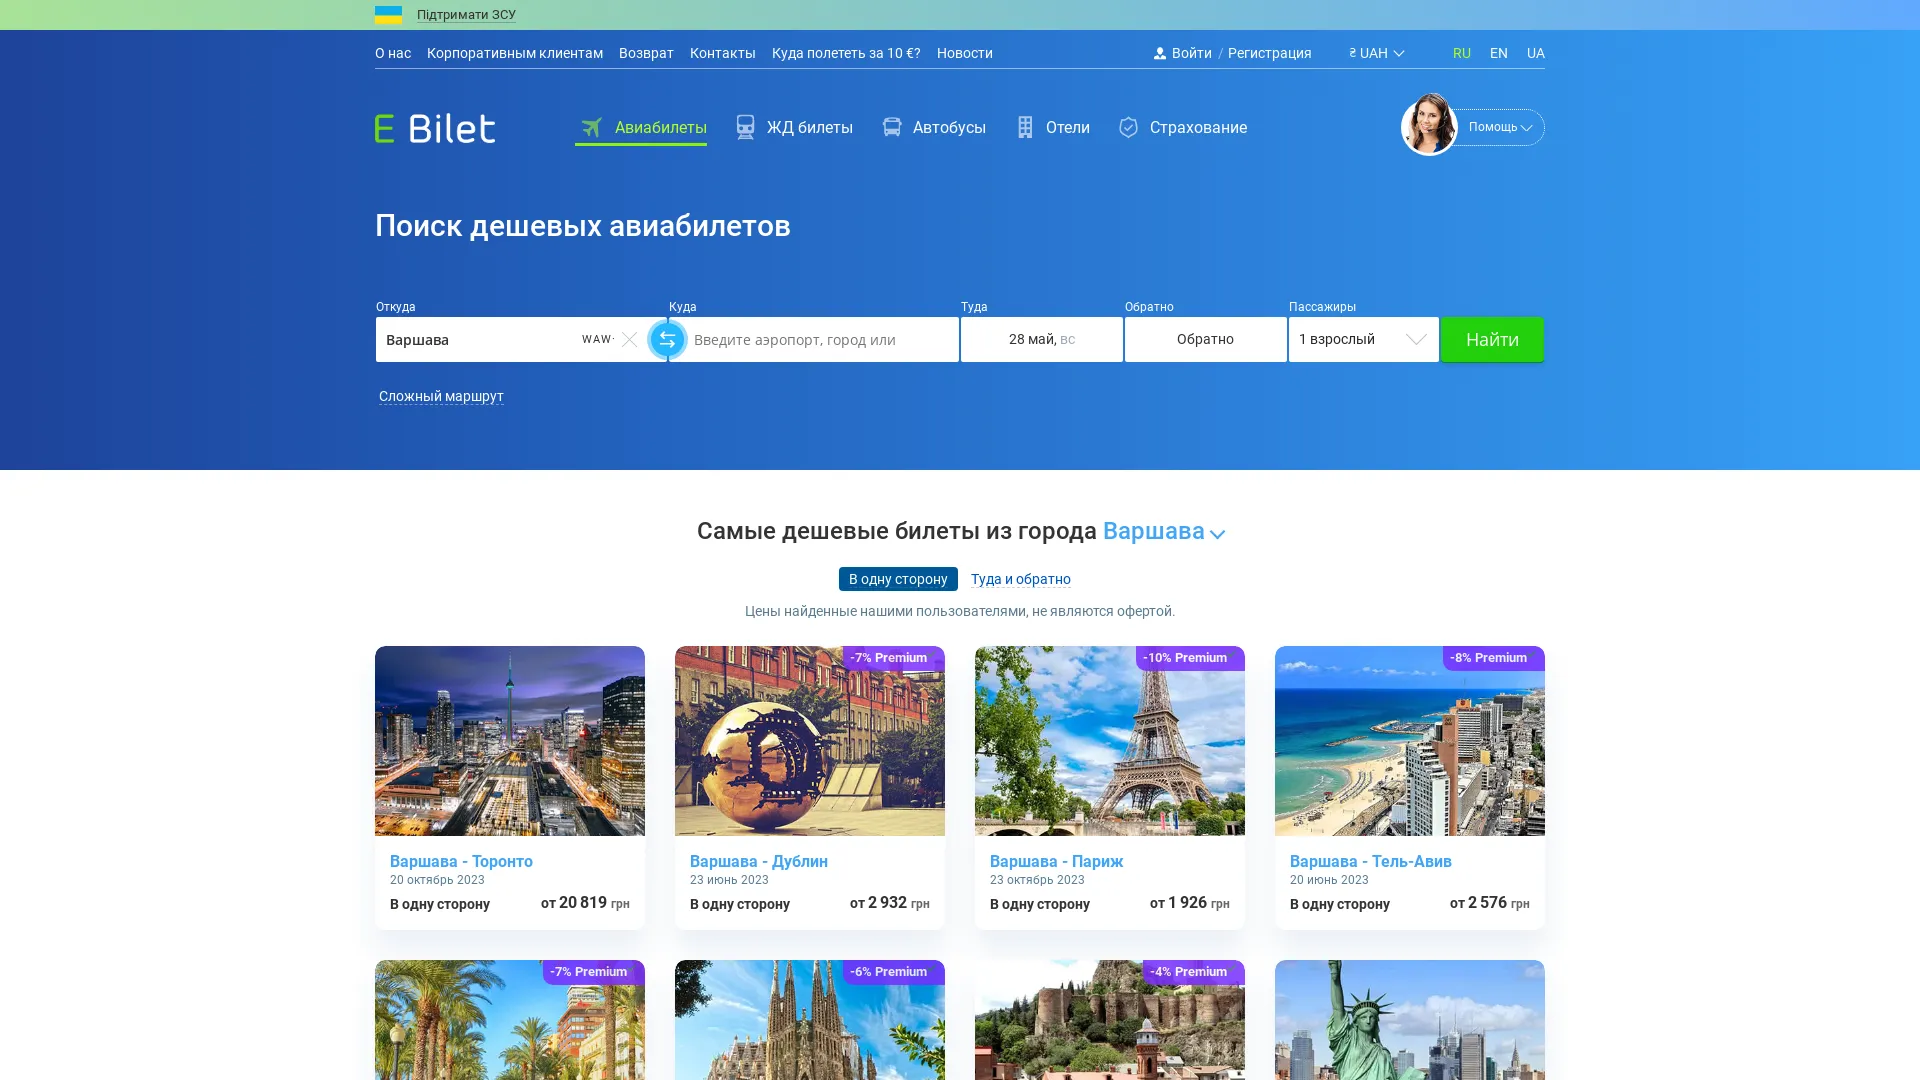 Підтримати ЗСУ
О нас Корпоративным клиентам Возврат Контакты Куда полететь за 10 €? Новости Войти / Регистрация ₴ UAH RU EN UA
E Bilet Авиабилеты ЖД билеты Автобусы Отели Страхование Помощь
Поиск дешевых авиабилетов
Откуда Куда Туда Обратно Пассажиры
Варшава WAW Введите аэропорт, город или 28 май, вс Обратно 1 взрослый Найти
Сложный маршрут
Самые дешевые билеты из города Варшава
В одну сторону Туда и обратно
Цены найденные нашими пользователями, не являются офертой.
-7% Premium -10% Premium -8% Premium
Варшава - Торонто Варшава - Дублин Варшава - Париж Варшава - Тель-Авив
20 октябрь 2023 23 июнь 2023 23 октябрь 2023 20 июнь 2023
В одну сторону от 20 819 грн В одну сторону от 2 932 грн В одну сторону от 1 926 грн В одну сторону от 2 576 грн
-7% Premium -6% Premium -4% Premium